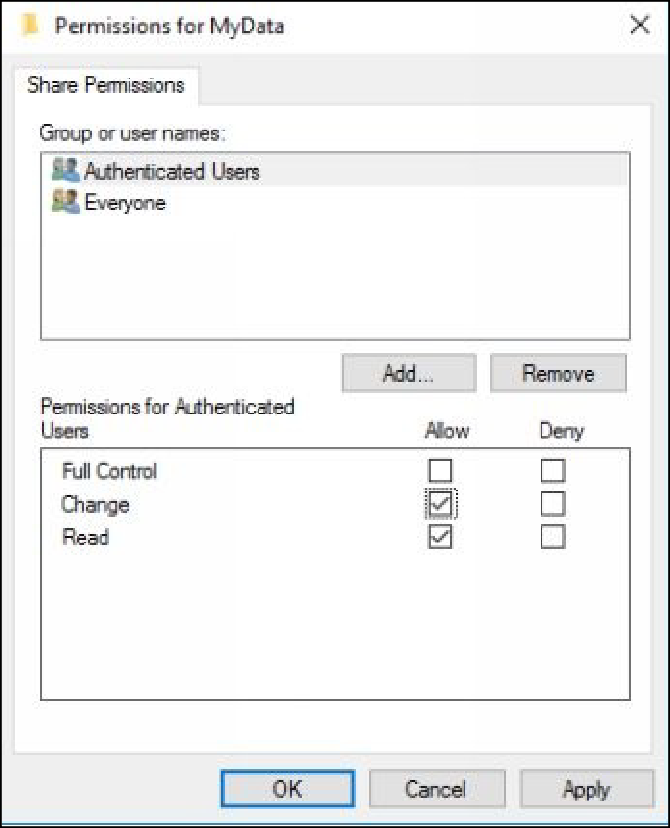 Permissions for MyData
Share Permissions
Group or user names:
Authenticated Users
Everyone
Add...
Remove
Permissions for Authenticated
Users
Allow
Deny
Full Control
Change
Read
OK
Cancel
Apply